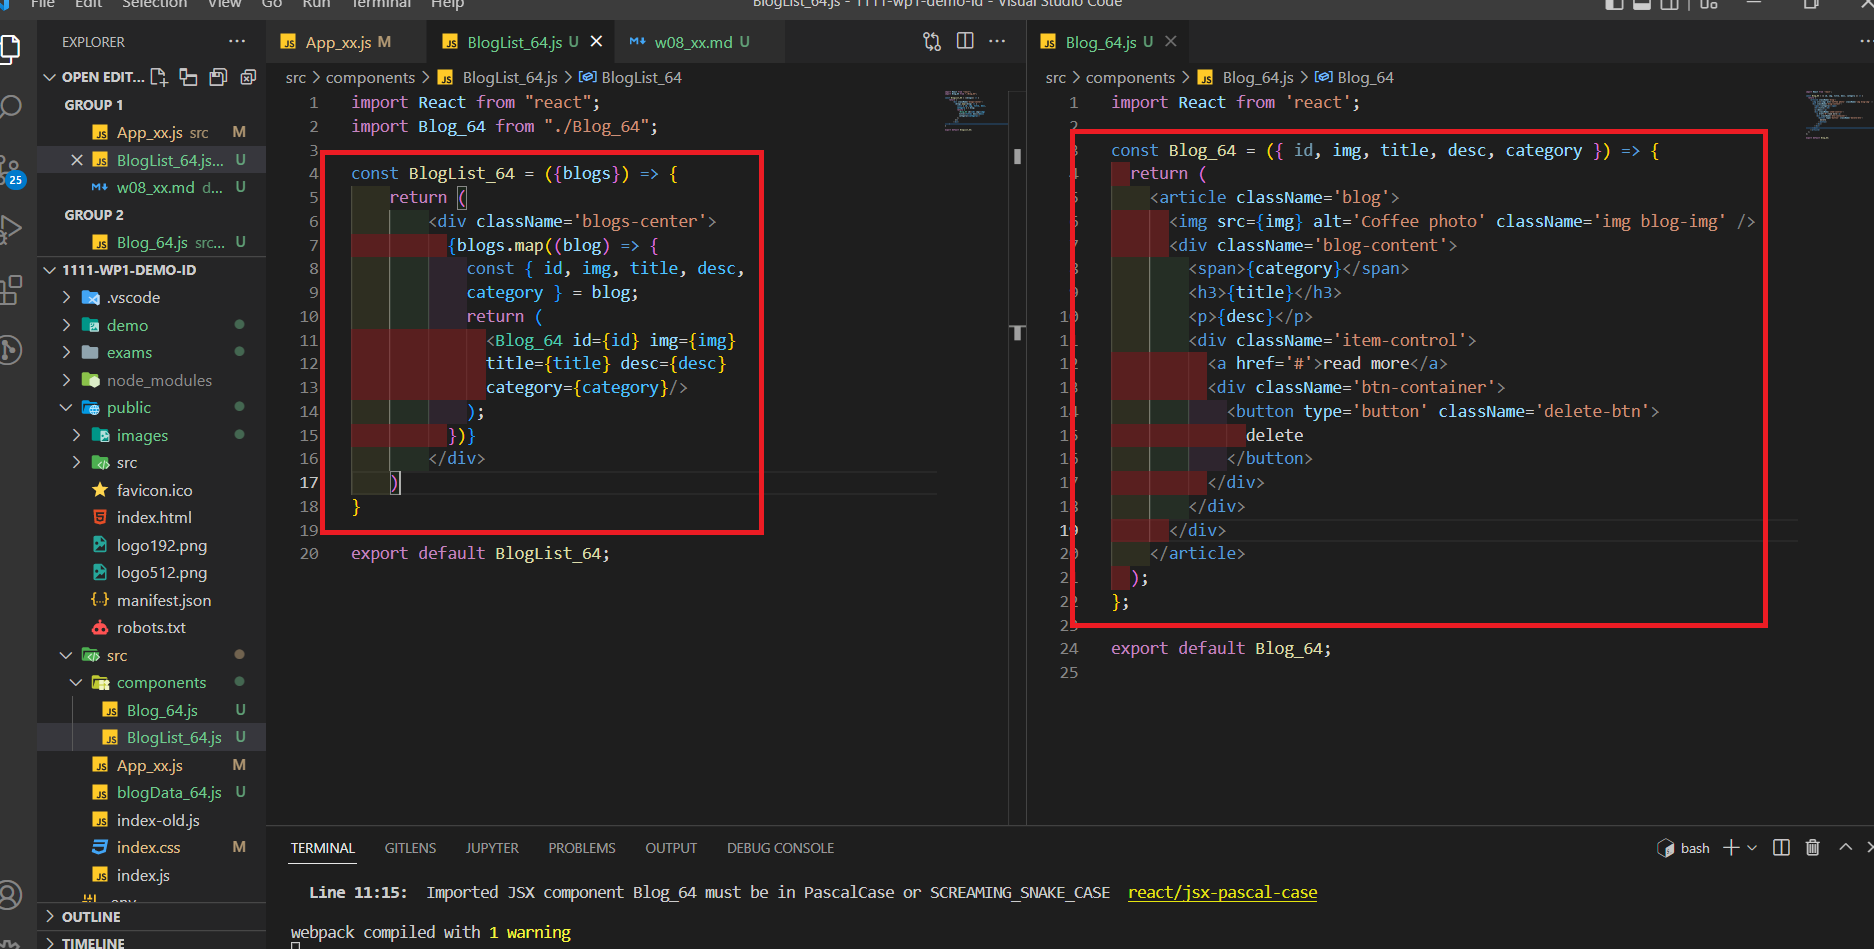 File Edit Selection View Go Run Terminal Help
BlogList_64.js - 1111-wp1-demo-id - Visual Studio Code
EXPLORER
OPEN EDIT...
GROUP 1
App_xx.js src M
BlogList_64.js... U
w08_xx.md d... U
GROUP 2
Blog_64.js src... U
1111-WP1-DEMO-ID
.vscode
demo
exams
node_modules
public
images
src
favicon.ico
index.html
logo192.png
logo512.png
manifest.json
robots.txt
src
components
Blog_64.js U
BlogList_64.js U
App_xx.js M
blogData_64.js U
index-old.js
index.css M
index.js
.env
OUTLINE
TIMELINE
25
App_xx.js M
BlogList_64.js U
w08_xx.md U
src > components > BlogList_64.js > BlogList_64
1 import React from "react";
2 import Blog_64 from "./Blog_64";
3
4 const BlogList_64 = ({blogs}) => {
5 return (
6 <div className='blogs-center'>
7 {blogs.map((blog) => {
8 const { id, img, title, desc,
9 category } = blog;
10 return (
11 <Blog_64 id={id} img={img}
12 title={title} desc={desc}
13 category={category}/>
14 );
15 })}
16 </div>
17 )
18 }
19
20 export default BlogList_64;
Blog_64.js U
src > components > Blog_64.js > Blog_64
1 import React from 'react';
2
3 const Blog_64 = ({ id, img, title, desc, category }) => {
4 return (
5 <article className='blog'>
6 <img src={img} alt='Coffee photo' className='img blog-img' />
7 <div className='blog-content'>
8 <span>{category}</span>
9 <h3>{title}</h3>
10 <p>{desc}</p>
11 <div className='item-control'>
12 <a href='#'>read more</a>
13 <div className='btn-container'>
14 <button type='button' className='delete-btn'>
15 delete
16 </button>
17 </div>
18 </div>
19 </div>
20 </article>
21 );
22 };
23
24 export default Blog_64;
25
TERMINAL GITLENS JUPYTER PROBLEMS OUTPUT DEBUG CONSOLE
bash
Line 11:15: Imported JSX component Blog_64 must be in PascalCase or SCREAMING_SNAKE_CASE react/jsx-pascal-case
webpack compiled with 1 warning